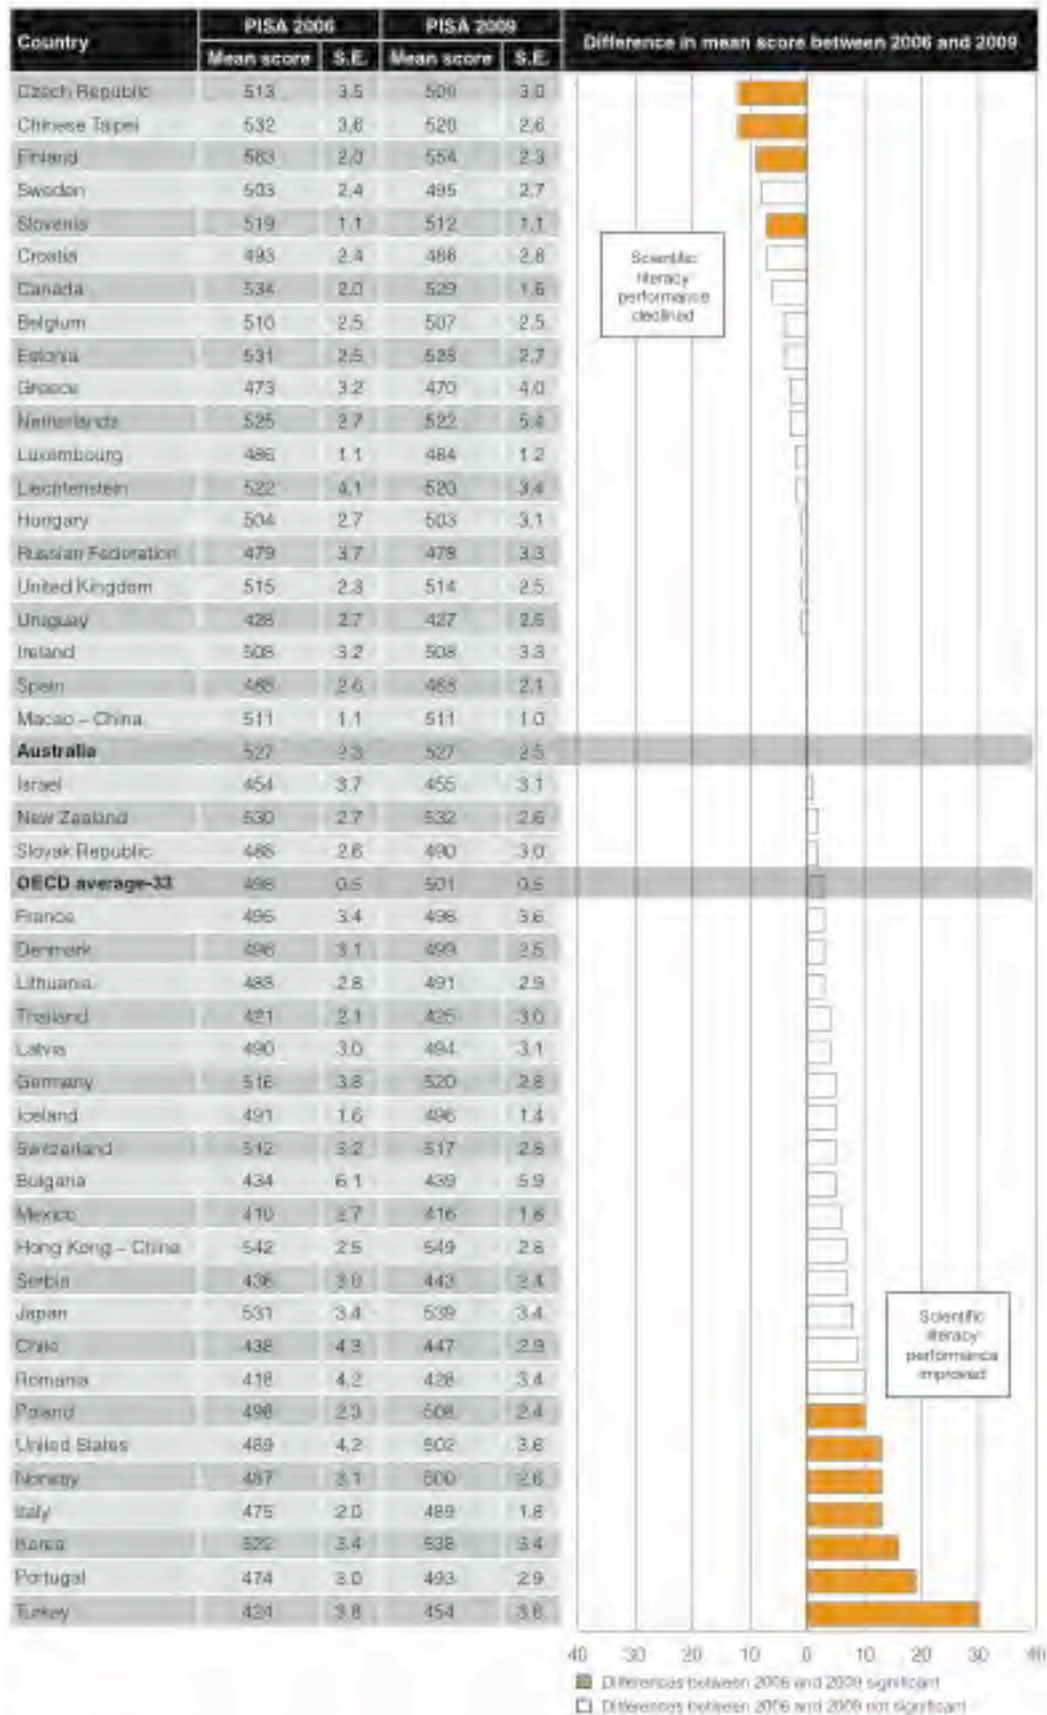 Country PISA 2006 PISA 2009 Difference in mean score between 2006 and 2009
Mean score S.E. Mean score S.E.
Czech Republic 513 3.5 500 3.0
Chinese Taipei 532 3.6 520 2.6
Finland 563 2.0 554 2.3
Sweden 503 2.4 495 2.7
Slovenia 519 1.1 512 1.1
Croatia 493 2.4 486 2.8
Canada 534 2.0 529 1.6
Belgium 510 2.5 507 2.5
Estonia 531 2.5 528 2.7
Greece 473 3.2 470 4.0
Netherlands 525 2.7 522 5.4
Luxembourg 486 1.1 484 1.2
Liechtenstein 522 4.1 520 3.4
Hungary 504 2.7 503 3.1
Russian Federation 479 3.7 478 3.3
United Kingdom 515 2.3 514 2.5
Uruguay 428 2.7 427 2.6
Ireland 508 3.2 508 3.3
Spain 488 2.6 488 2.1
Macao – China 511 1.1 511 1.0
Australia 527 2.3 527 2.5
Israel 454 3.7 455 3.1
New Zealand 530 2.7 532 2.6
Slovak Republic 488 2.6 490 3.0
OECD average-33 498 0.5 501 0.5
France 495 3.4 498 3.6
Denmark 496 3.1 499 2.5
Lithuania 488 2.8 491 2.9
Thailand 421 2.1 425 3.0
Latvia 490 3.0 494 3.1
Germany 516 3.8 520 2.8
Iceland 491 1.6 496 1.4
Switzerland 512 3.2 517 2.8
Bulgaria 434 6.1 439 5.9
Mexico 410 2.7 416 1.8
Hong Kong – China 542 2.5 549 2.8
Serbia 436 3.0 443 2.4
Japan 531 3.4 539 3.4
Chile 438 4.3 447 2.9
Romania 418 4.2 428 3.4
Poland 498 2.3 508 2.4
United States 489 4.2 502 3.6
Norway 487 3.1 500 2.6
Italy 475 2.0 489 1.8
Korea 522 3.4 538 3.4
Portugal 474 3.0 493 2.9
Turkey 424 3.8 454 3.6
Scientific
literacy
performance
declined
Scientific
literacy
performance
improved
40 30 20 10 0 10 20 30 40
Differences between 2006 and 2009 significant
Differences between 2006 and 2009 not significant